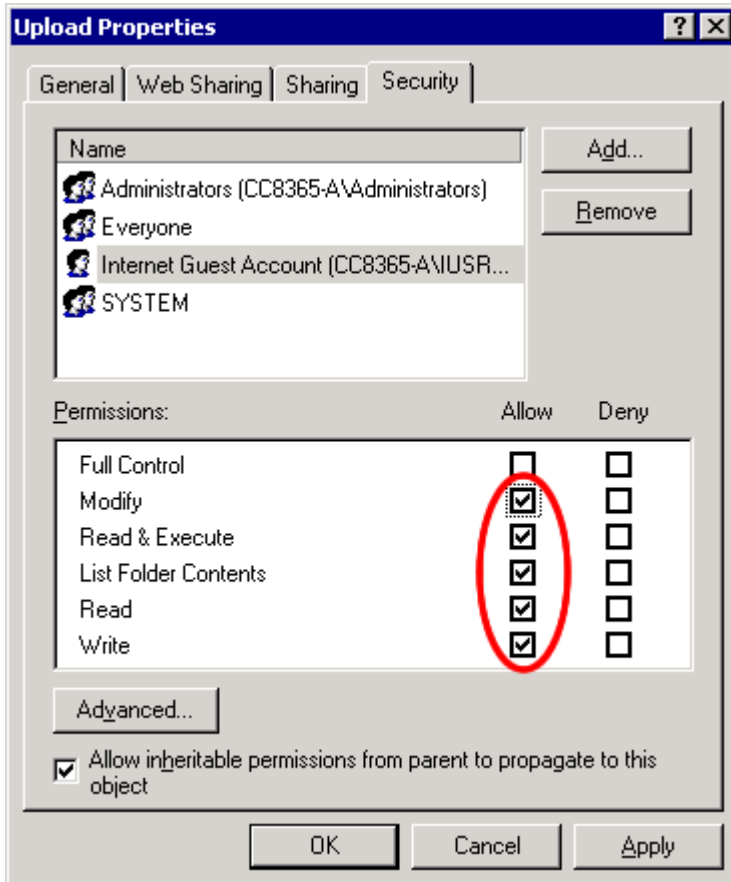 Upload Properties
General Web Sharing Sharing Security
Name
Add...
Administrators (CC8365-A\Administrators)
Remove
Everyone
Internet Guest Account (CC8365-A\IUSR...
SYSTEM
Permissions: Allow Deny
Full Control
Modify
Read & Execute
List Folder Contents
Read
Write
Advanced...
Allow inheritable permissions from parent to propagate to this
object
OK Cancel Apply